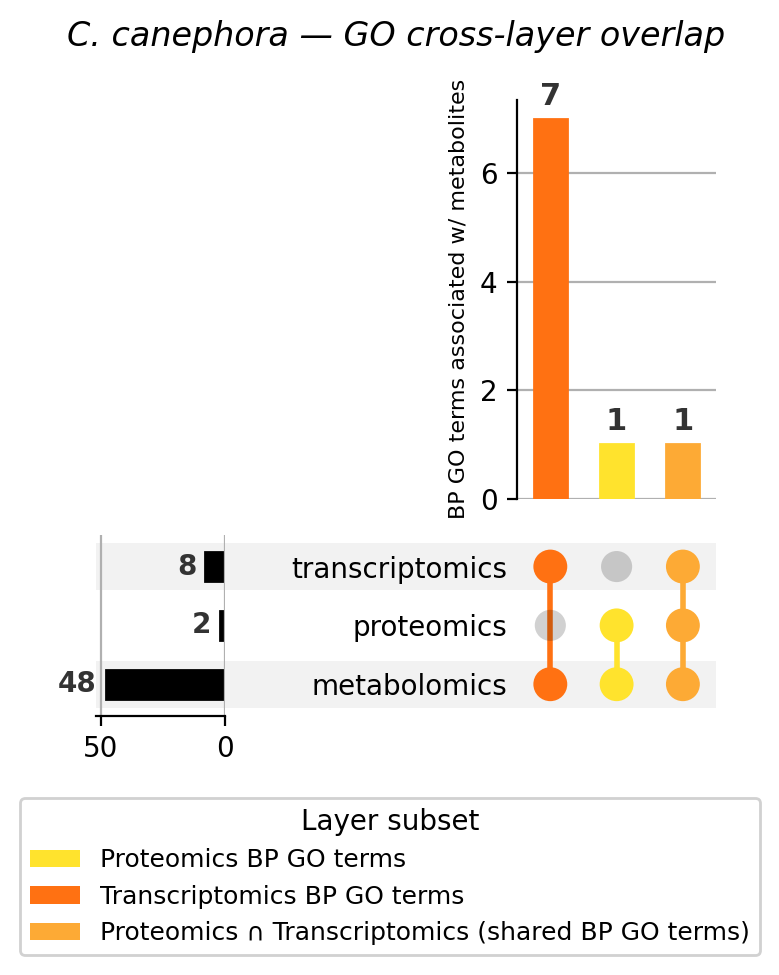 C. canephora — GO cross-layer overlap
BP GO terms associated w/ metabolites
7
6
4
2
0
1
1
8
transcriptomics
2
proteomics
48
metabolomics
50
0
Layer subset
Proteomics BP GO terms
Transcriptomics BP GO terms
Proteomics ∩ Transcriptomics (shared BP GO terms)